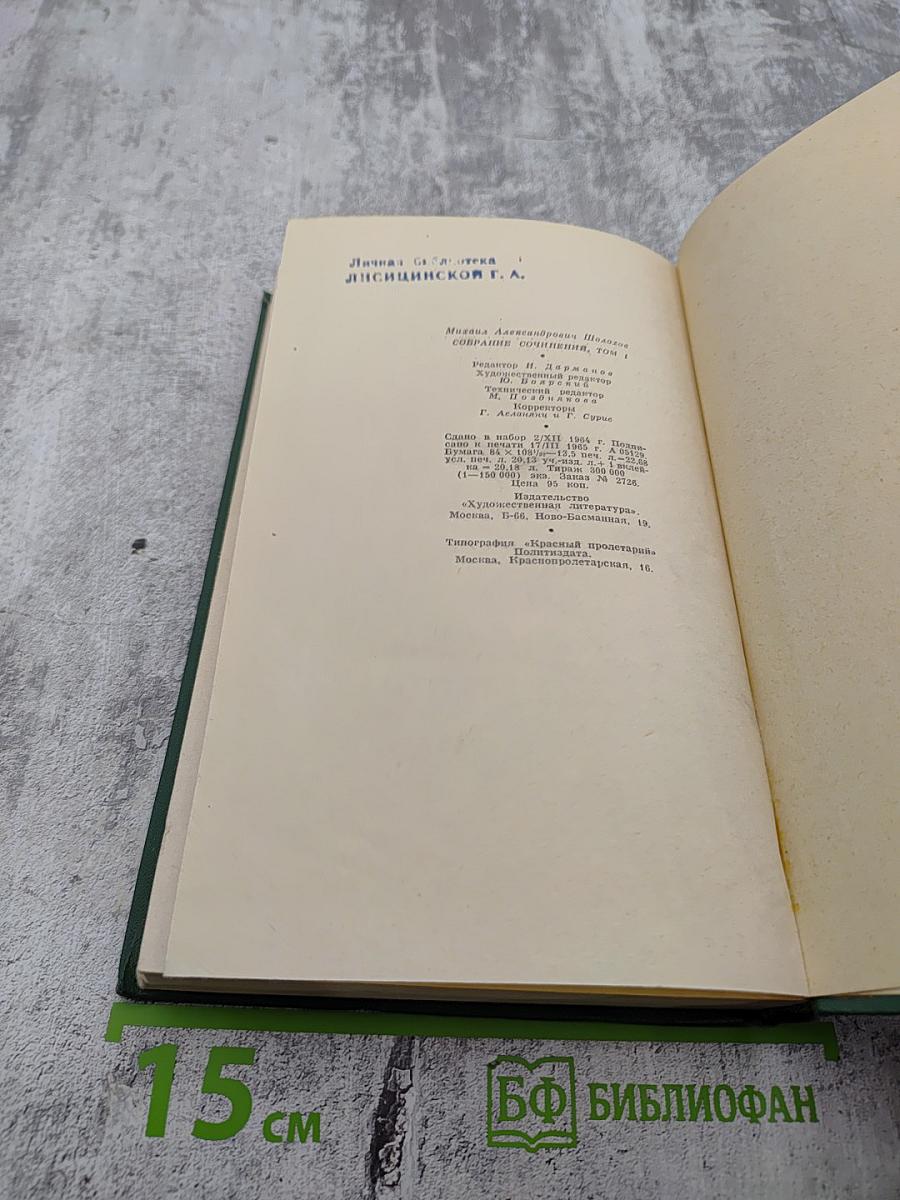 Личная библиотека
ЛИСИЦИНСКОЙ Г. А.
Михаил Александрович Шолохов
СОБРАНИЕ СОЧИНЕНИЙ, ТОМ 1
Редактор И. Дарманов
Художественный редактор
Ю. Боярский
Технический редактор
М. Позднякова
Корректоры
Г. Асланянц и Г. Сурис
Сдано в набор 2/XII 1964 г. Подпи-
сано к печати 17/III 1965 г. А 05129.
Бумага 84 × 108¹/₃₂—13,5 печ. л.—22,68
усл. печ. л. 20,13 уч.-изд. л.+ 1 вклей-
ка = 20,18 л. Тираж 300 000
(1—150 000) экз. Заказ № 2726.
Цена 95 коп.
Издательство
«Художественная литература».
Москва, Б-66, Ново-Басманная, 19.
Типография «Красный пролетарий»
Политиздата.
Москва, Краснопролетарская, 16.
15 см
БФ БИБЛИОФАН